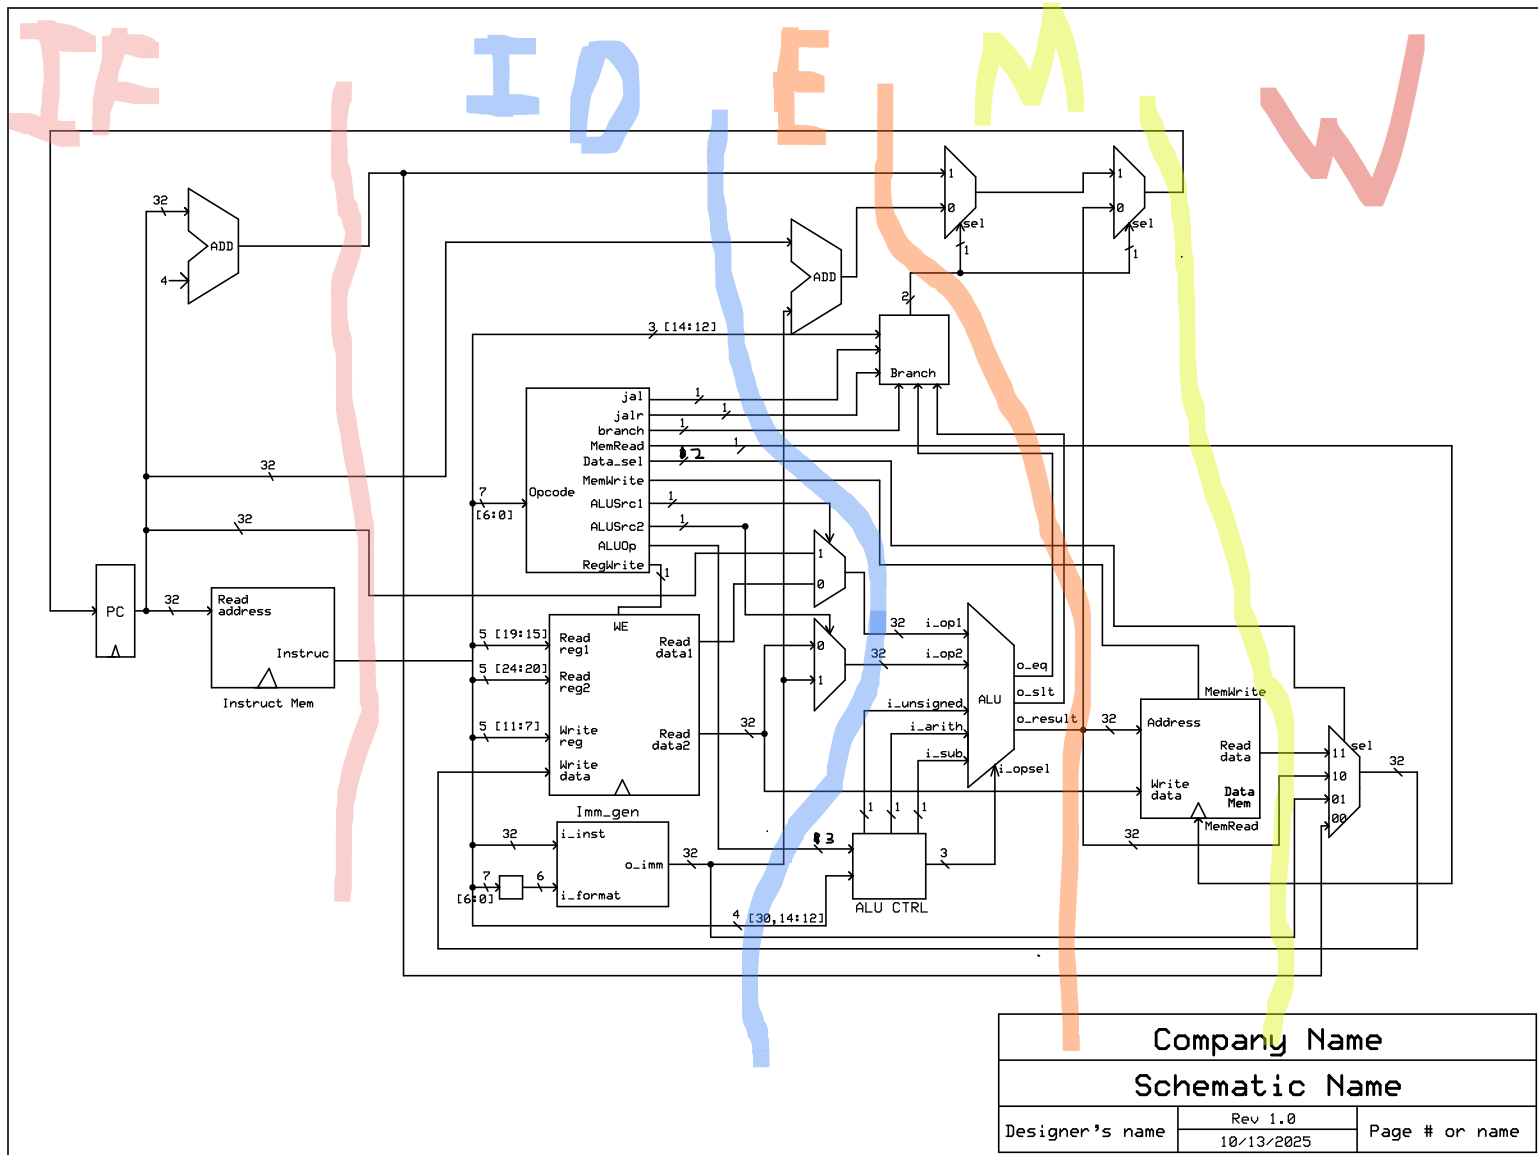 IF ID E M W
32
ADD
4
1
0
sel
1
1
0
sel
1
ADD
2
3 [14:12]
Branch
jal
jalr
branch
MemRead
Data_sel
MemWrite
ALUSrc1
ALUSrc2
ALUOp
RegWrite
Opcode
7
[6:0]
1
1
1
1
2
1
1
1
32
32
PC
32
Read
address
Instruc
Instruct Mem
WE
5 [19:15]
Read
reg1
5 [24:20]
Read
reg2
5 [11:7]
Write
reg
Write
data
Read
data1
Read
data2
32
1
0
0
1
32
i_op1
32
i_op2
i_unsigned
i_arith
i_sub
i_opsel
ALU
o_eq
o_slt
o_result
32
1
1
1
3
3
ALU CTRL
Imm_gen
i_inst
o_imm
i_format
32
7
[6:0]
6
32
4 [30,14:12]
MemWrite
Address
Read
data
Write
data
Data
Mem
MemRead
32
sel
11
10
01
00
32
Company Name
Schematic Name
Designer's name
Rev 1.0
10/13/2025
Page # or name